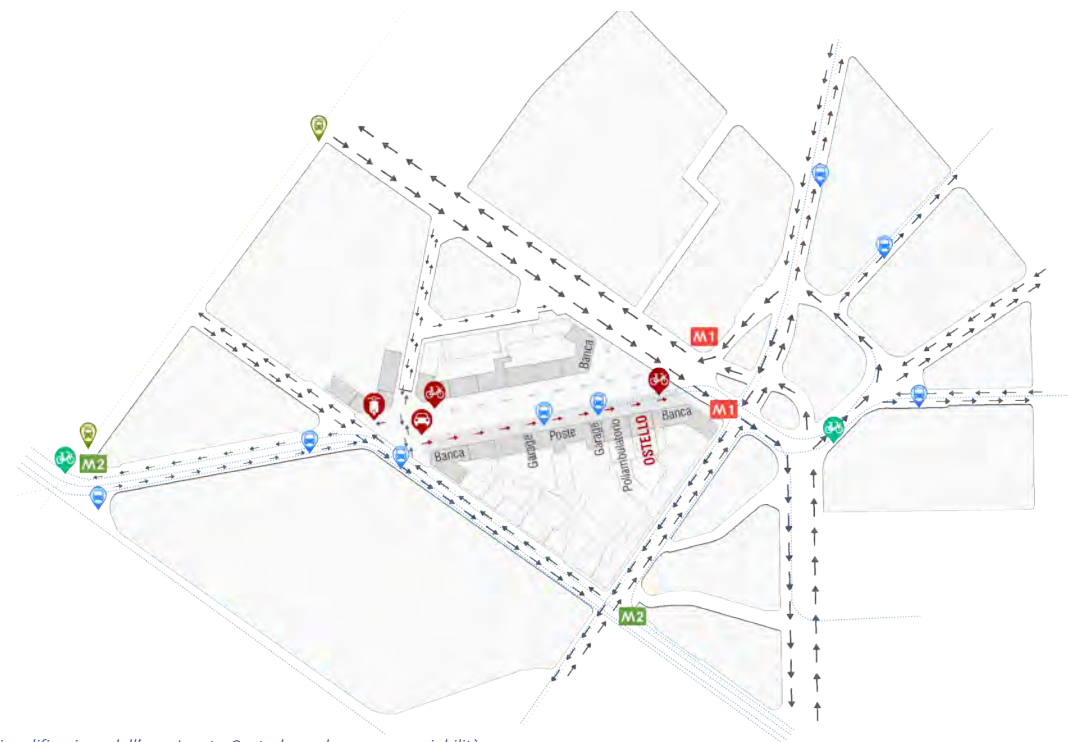 M1
Banca
M1
Banca
OSTELLO
Poliambulatorio
Garage
Poste
Garage
Banca
M2
M2